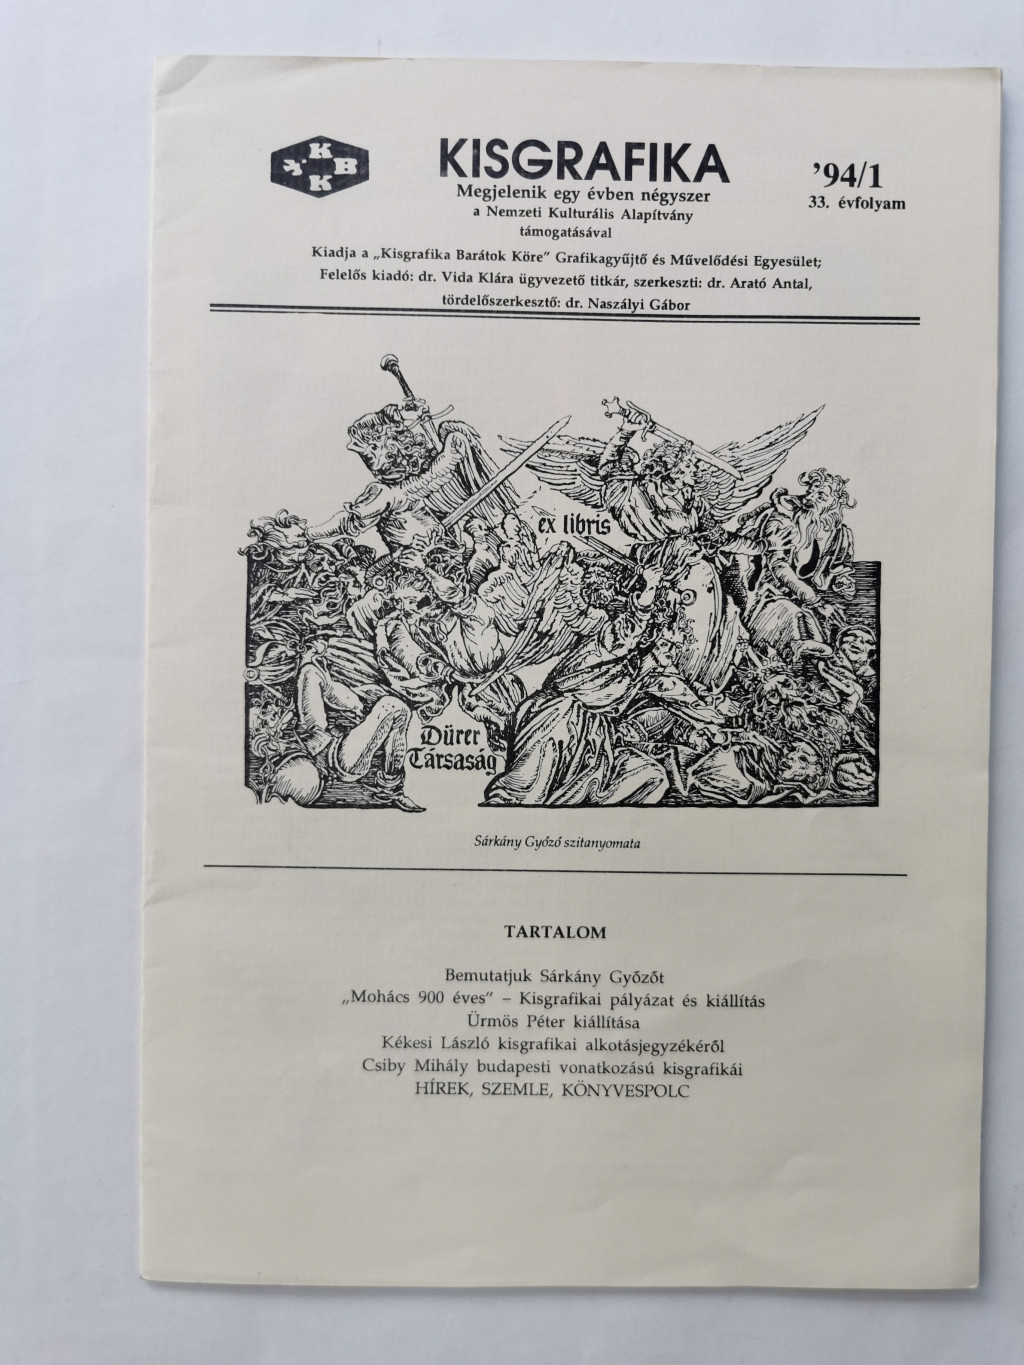 K
B
K
KISGRAFIKA
Megjelenik egy évben négyszer
a Nemzeti Kulturális Alapítvány
támogatásával
'94/1
33. évfolyam
Kiadja a „Kisgrafika Barátok Köre" Grafikagyűjtő és Művelődési Egyesület;
Felelős kiadó: dr. Vida Klára ügyvezető titkár, szerkeszti: dr. Arató Antal,
tördelőszerkesztő: dr. Naszályi Gábor
ex libris
Dürer
Társaság
Sárkány Győző szitanyomata
TARTALOM
Bemutatjuk Sárkány Győzőt
„Mohács 900 éves" – Kisgrafikai pályázat és kiállítás
Ürmös Péter kiállítása
Kékesi László kisgrafikai alkotásjegyzékéről
Csiby Mihály budapesti vonatkozású kisgrafikái
HÍREK, SZEMLE, KÖNYVESPOLC